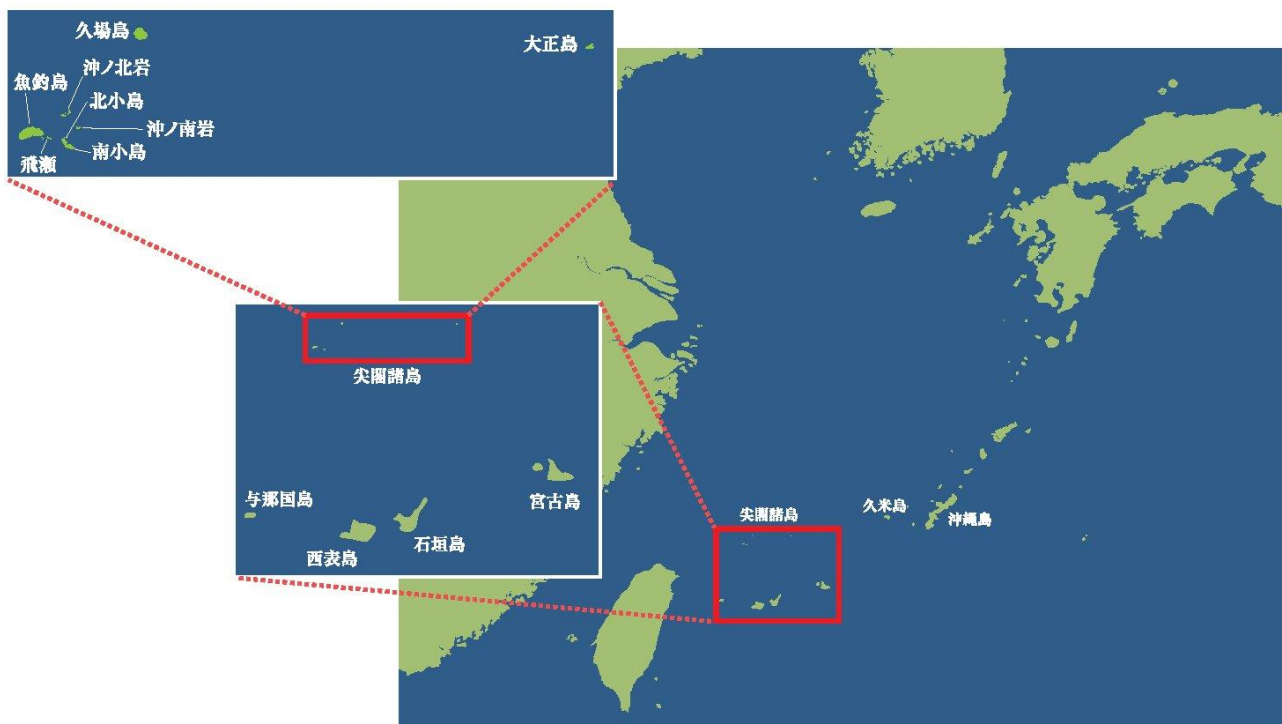 久場島
大正島
沖ノ北岩
魚釣島
北小島
沖ノ南岩
南小島
飛瀬
尖閣諸島
宮古島
与那国島
石垣島
西表島
久米島
尖閣諸島
沖縄島